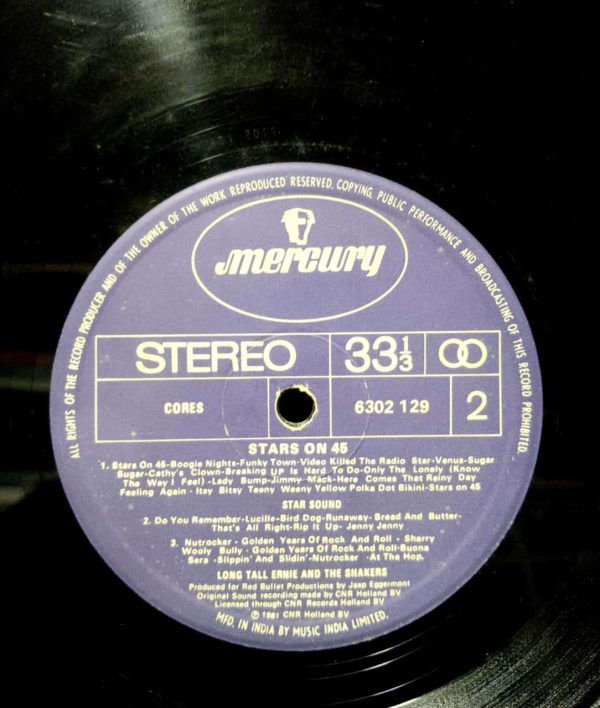 ALL RIGHTS OF THE RECORD PRODUCER AND OF THE OWNER OF THE WORK REPRODUCED RESERVED. COPYING, PUBLIC PERFORMANCE AND BROADCASTING OF THIS RECORD PROHIBITED.
mercury
STEREO
33 1/3
CORES
6302 129
2
STARS ON 45
1. Stars On 45-Boogie Nights-Funky Town-Video Killed The Radio Star-Venus-Sugar
Sugar-Cathy's Clown-Breaking UP Is Hard To Do-Only The Lonely (Know
The Way I Feel) -Lady Bump-Jimmy Mack-Here Comes That Rainy Day
Feeling Again - Itsy Bitsy Teeny Weeny Yellow Polka Dot Bikini-Stars on 45
STAR SOUND
2. Do You Remember-Lucille-Bird Dog-Runaway- Bread And Butter-
That's All Right-Rip It Up- Jenny Jenny
3. Nutrocker - Golden Years Of Rock And Roll - Sherry
Wooly Bully - Golden Years Of Rock And Roll-Buona
Sera -Slippin' And Slidin'-Nutrocker -At The Hop.
LONG TALL ERNIE AND THE SHAKERS
Produced for Red Bullet Productions by Jaap Eggermont
Original Sound recording made by CNR Holland BV
Licensed through CNR Records Holland BV
℗ 1981 CNR Holland BV
MFD. IN INDIA BY MUSIC INDIA LIMITED.